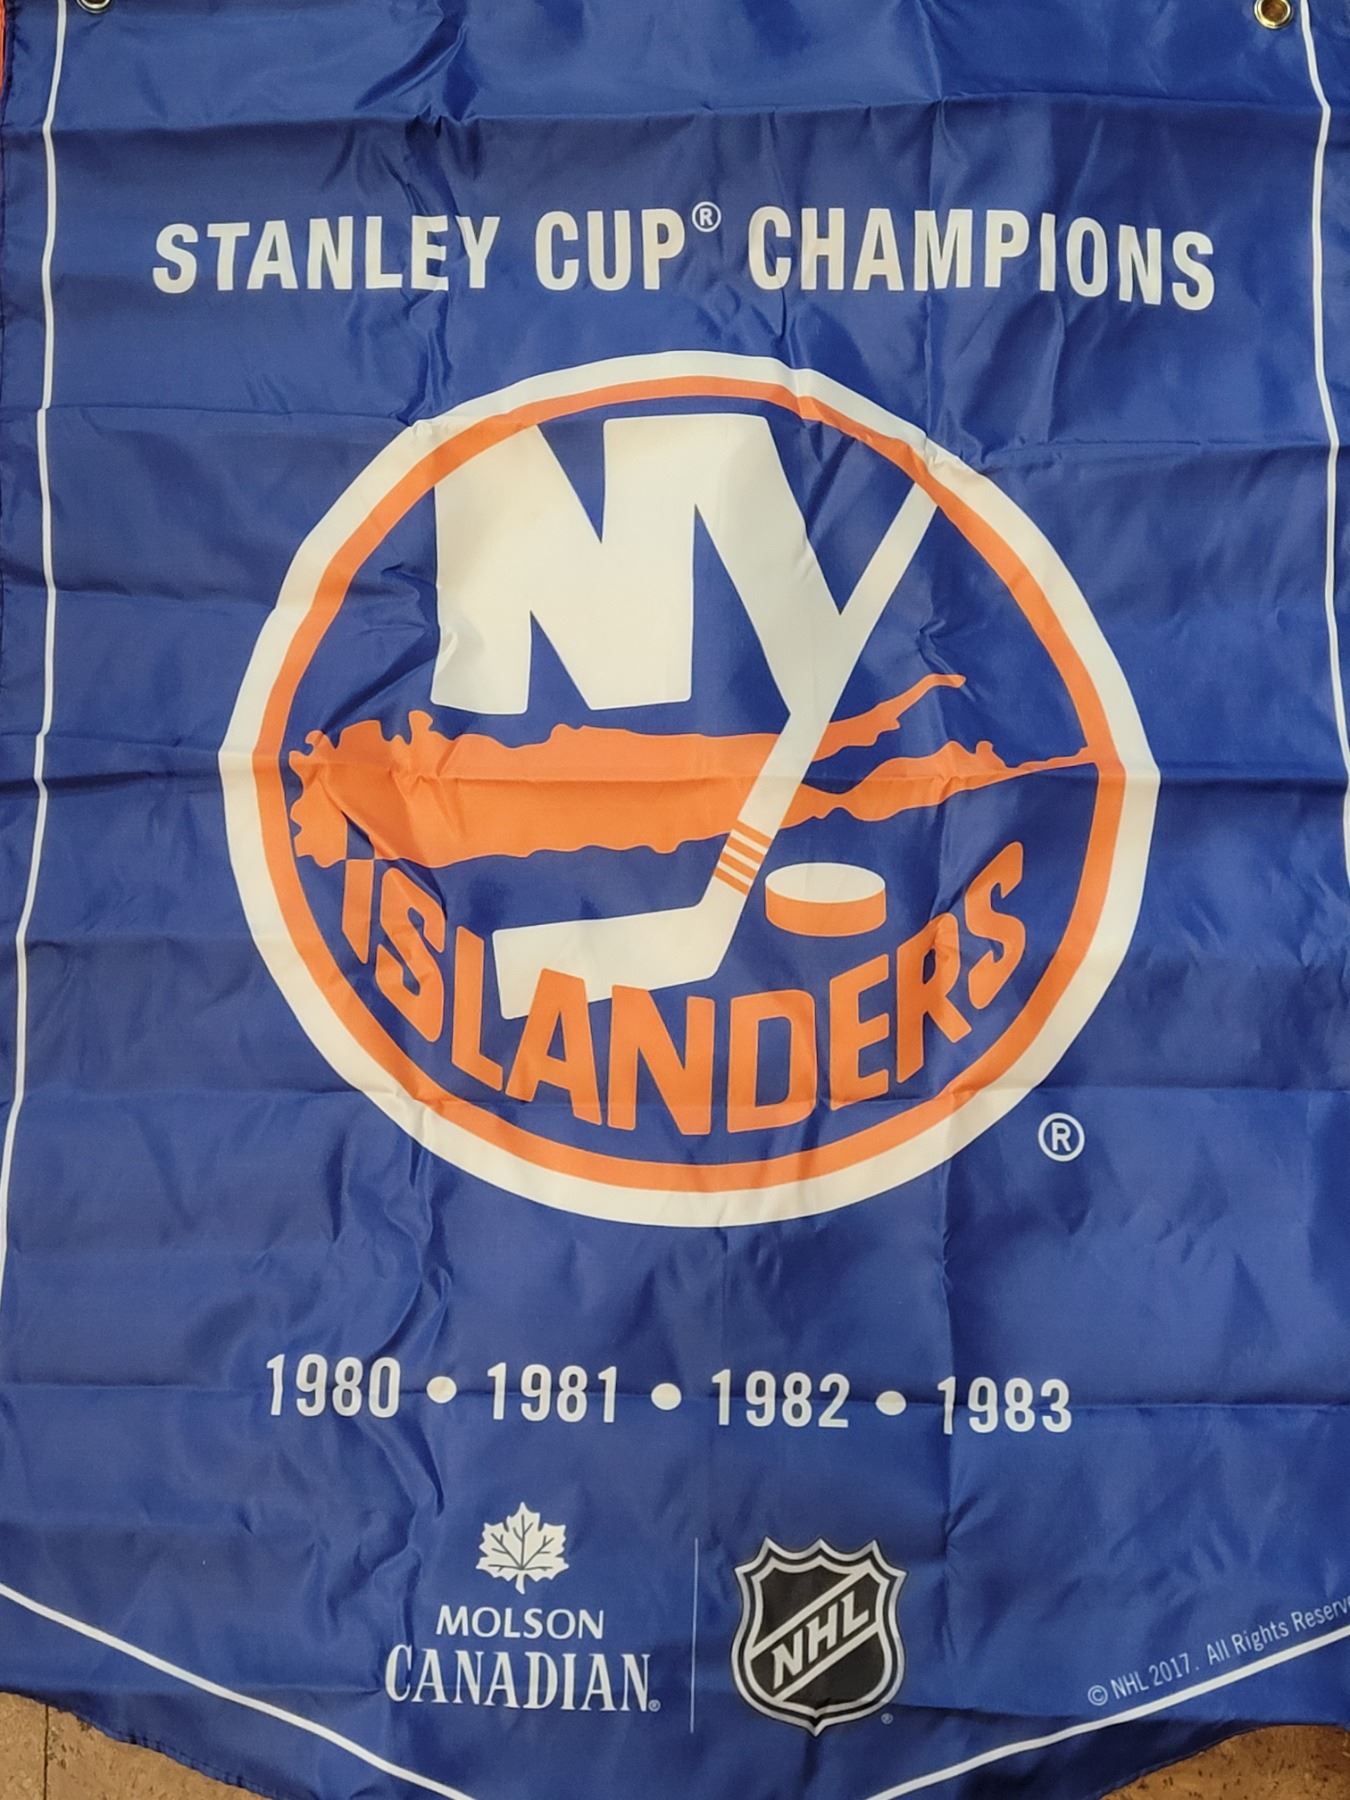 STANLEY CUP® CHAMPIONS
NY
ISLANDERS
®
1980 • 1981 • 1982 • 1983
MOLSON
CANADIAN®
NHL
®
© NHL 2017. All Rights Reserve